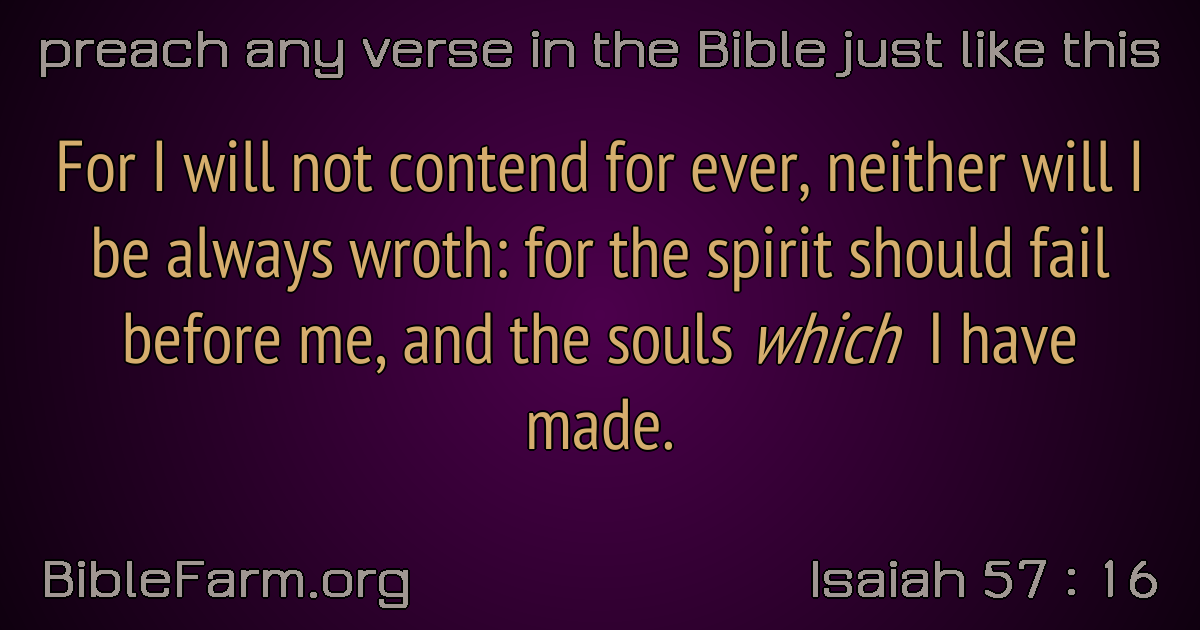 preach any verse in the Bible just like this
For I will not contend for ever, neither will I
be always wroth: for the spirit should fail
before me, and the souls which I have
made.
BibleFarm.org
Isaiah 57 : 16